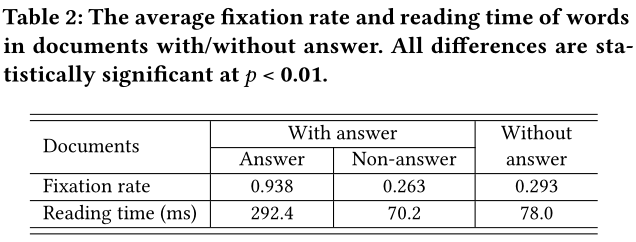 Table 2: The average fixation rate and reading time of words
in documents with/without answer. All differences are sta-
tistically significant at p < 0.01.
Documents With answer Without answer
Answer Non-answer
Fixation rate 0.938 0.263 0.293
Reading time (ms) 292.4 70.2 78.0